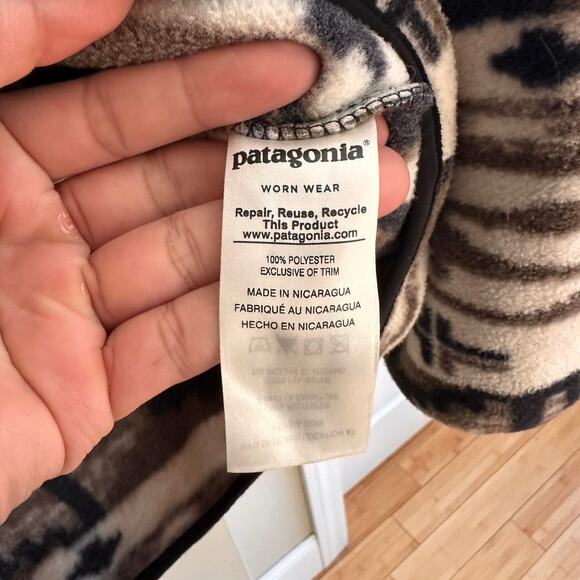 patagonia®
WORN WEAR
Repair, Reuse, Recycle
This Product
www.patagonia.com
100% POLYESTER
EXCLUSIVE OF TRIM
MADE IN NICARAGUA
FABRIQUÉ AU NICARAGUA
HECHO EN NICARAGUA